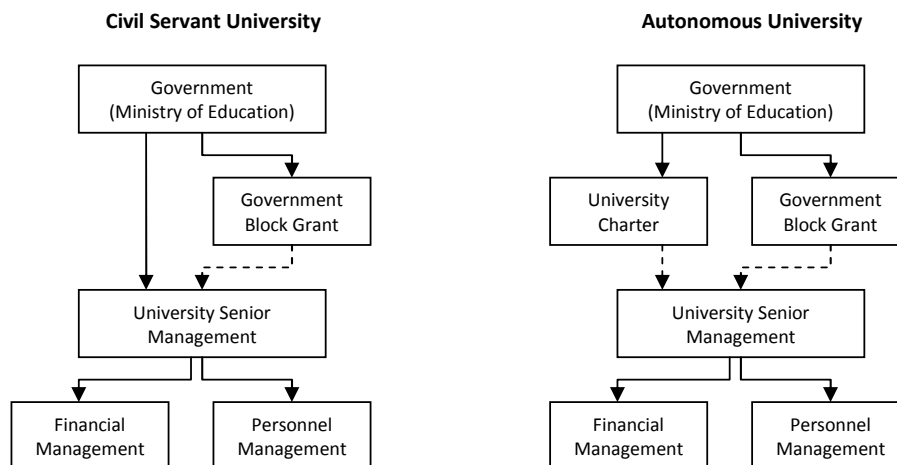 Civil Servant University
Government
(Ministry of Education)
Government
Block Grant
University Senior
Management
Financial
Management
Personnel
Management
Autonomous University
Government
(Ministry of Education)
University
Charter
Government
Block Grant
University Senior
Management
Financial
Management
Personnel
Management